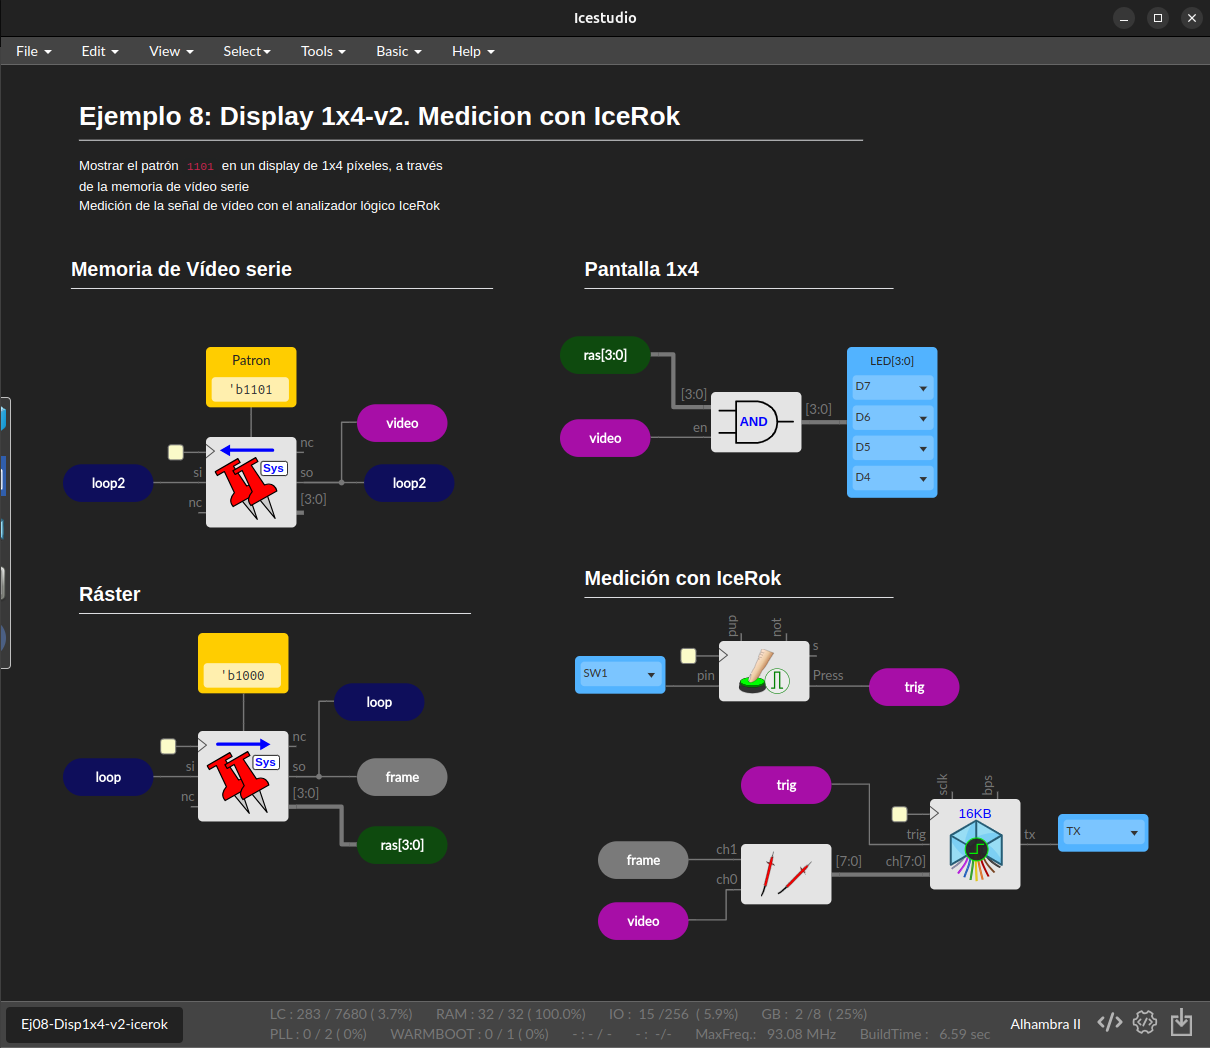 Icestudio
File Edit View Select Tools Basic Help
Ejemplo 8: Display 1x4-v2. Medicion con IceRok
Mostrar el patrón 1101 en un display de 1x4 píxeles, a través
de la memoria de vídeo serie
Medición de la señal de vídeo con el analizador lógico IceRok
Memoria de Vídeo serie
Patron
'b1101
video
nc
Sys
si
so
loop2
loop2
nc
[3:0]
Pantalla 1x4
ras[3:0]
[3:0]
AND
[3:0]
video
en
LED[3:0]
D7
D6
D5
D4
Ráster
'b1000
loop
nc
Sys
si
so
loop
frame
nc
[3:0]
ras[3:0]
Medición con IceRok
pup
not
s
SW1
pin
Press
trig
trig
sclk
bps
16KB
trig
tx
TX
frame
ch1
ch0
[7:0]
ch[7:0]
video
Ej08-Disp1x4-v2-icerok
LC : 283 / 7680 ( 3.7%) RAM : 32 / 32 ( 100.0%) IO : 15 /256 ( 5.9%) GB : 2 /8 ( 25%)
PLL : 0 / 2 ( 0%) WARMBOOT : 0 / 1 ( 0%) - : - / - - : -/- MaxFreq.: 93.08 MHz BuildTime : 6.59 sec
Alhambra II